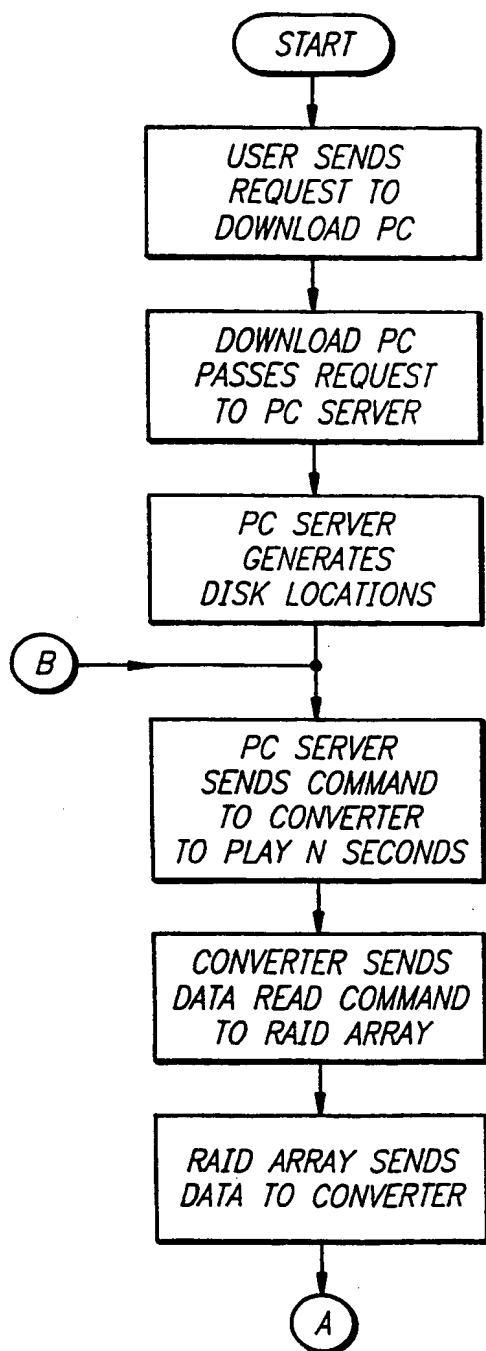 START
USER SENDS
REQUEST TO
DOWNLOAD PC
DOWNLOAD PC
PASSES REQUEST
TO PC SERVER
PC SERVER
GENERATES
DISK LOCATIONS
B
PC SERVER
SENDS COMMAND
TO CONVERTER
TO PLAY N SECONDS
CONVERTER SENDS
DATA READ COMMAND
TO RAID ARRAY
RAID ARRAY SENDS
DATA TO CONVERTER
A